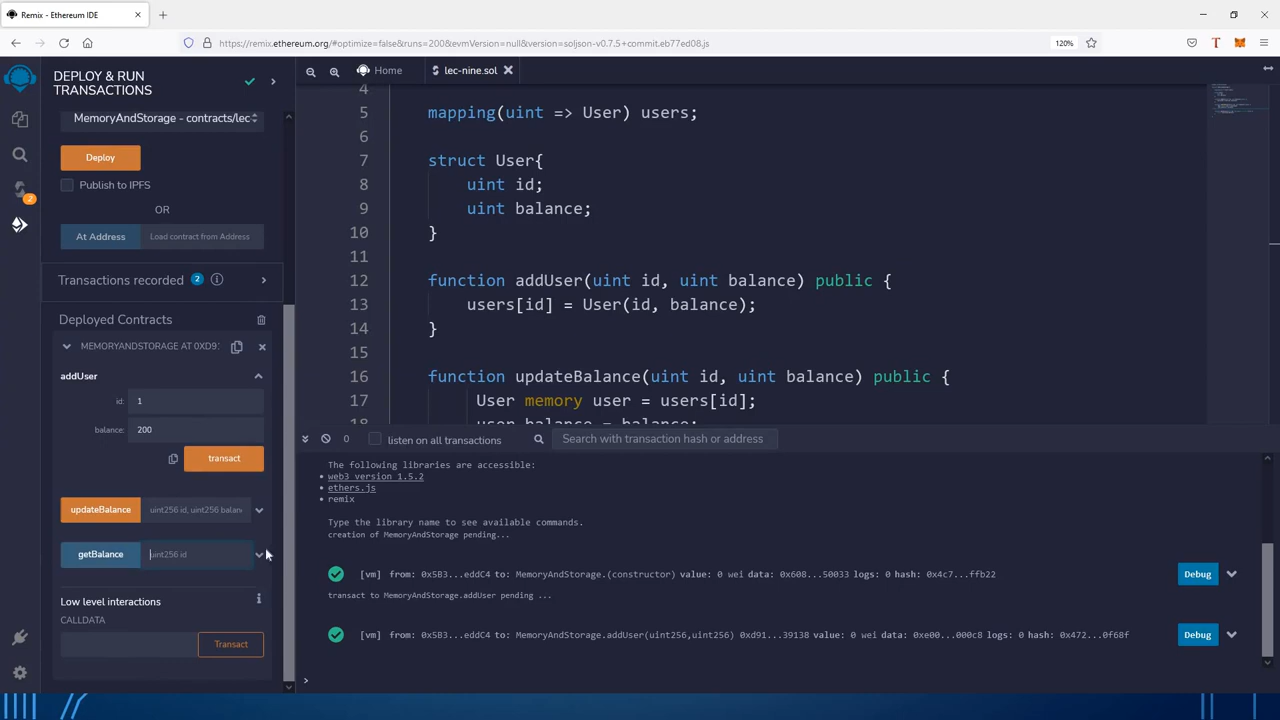 Remix - Ethereum IDE
https://remix.ethereum.org/#optimize=false&runs=200&evmVersion=null&version=soljson-v0.7.5+commit.eb77ed08.js
120%
DEPLOY & RUN
TRANSACTIONS
Home
lec-nine.sol
MemoryAndStorage - contracts/lec
Deploy
Publish to IPFS
OR
At Address
Load contract from Address
Transactions recorded 2
Deployed Contracts
MEMORYANDSTORAGE AT 0XD9
addUser
id: 1
balance: 200
transact
updateBalance
uint256 id, uint256 balan
getBalance
uint256 id
Low level interactions
CALLDATA
Transact
2
4
5 mapping(uint => User) users;
6
7 struct User{
8 uint id;
9 uint balance;
10 }
11
12 function addUser(uint id, uint balance) public {
13 users[id] = User(id, balance);
14 }
15
16 function updateBalance(uint id, uint balance) public {
17 User memory user = users[id];
18 user.balance = balance;
0
listen on all transactions
Search with transaction hash or address
The following libraries are accessible:
• web3 version 1.5.2
• ethers.js
• remix
Type the library name to see available commands.
creation of MemoryAndStorage pending...
[vm] from: 0x5B3...eddC4 to: MemoryAndStorage.(constructor) value: 0 wei data: 0x608...50033 logs: 0 hash: 0x4c7...ffb22
Debug
transact to MemoryAndStorage.addUser pending ...
[vm] from: 0x5B3...eddC4 to: MemoryAndStorage.addUser(uint256,uint256) 0xd91...39138 value: 0 wei data: 0xe00...000c8 logs: 0 hash: 0x472...0f68f
Debug
>